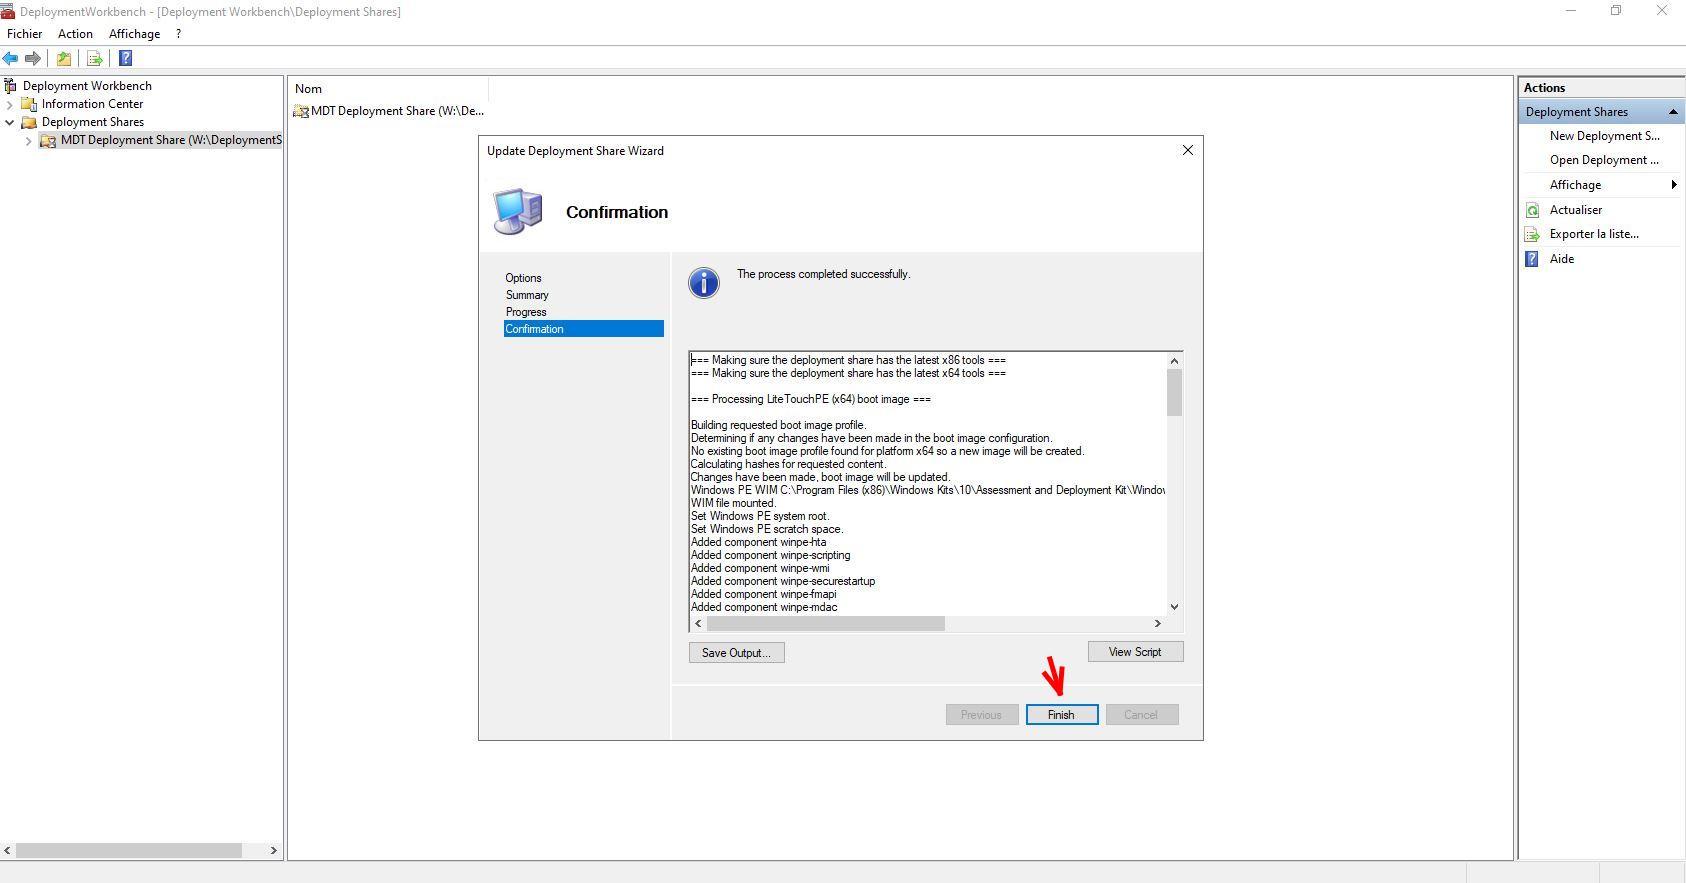 DeploymentWorkbench - [Deployment Workbench\Deployment Shares]
Fichier Action Affichage ?
Deployment Workbench
Information Center
Deployment Shares
MDT Deployment Share (W:\DeploymentS
Nom
MDT Deployment Share (W:\De...
Update Deployment Share Wizard
Confirmation
Options
Summary
Progress
Confirmation
The process completed successfully.
=== Making sure the deployment share has the latest x86 tools ===
=== Making sure the deployment share has the latest x64 tools ===
=== Processing LiteTouchPE (x64) boot image ===
Building requested boot image profile.
Determining if any changes have been made in the boot image configuration.
No existing boot image profile found for platform x64 so a new image will be created.
Calculating hashes for requested content.
Changes have been made, boot image will be updated.
Windows PE WIM C:\Program Files (x86)\Windows Kits\10\Assessment and Deployment Kit\Window
WIM file mounted.
Set Windows PE system root.
Set Windows PE scratch space.
Added component winpe-hta
Added component winpe-scripting
Added component winpe-wmi
Added component winpe-securestartup
Added component winpe-fmapi
Added component winpe-mdac
Save Output... View Script
Previous Finish Cancel
Actions
Deployment Shares
New Deployment S...
Open Deployment ...
Affichage
Actualiser
Exporter la liste...
Aide